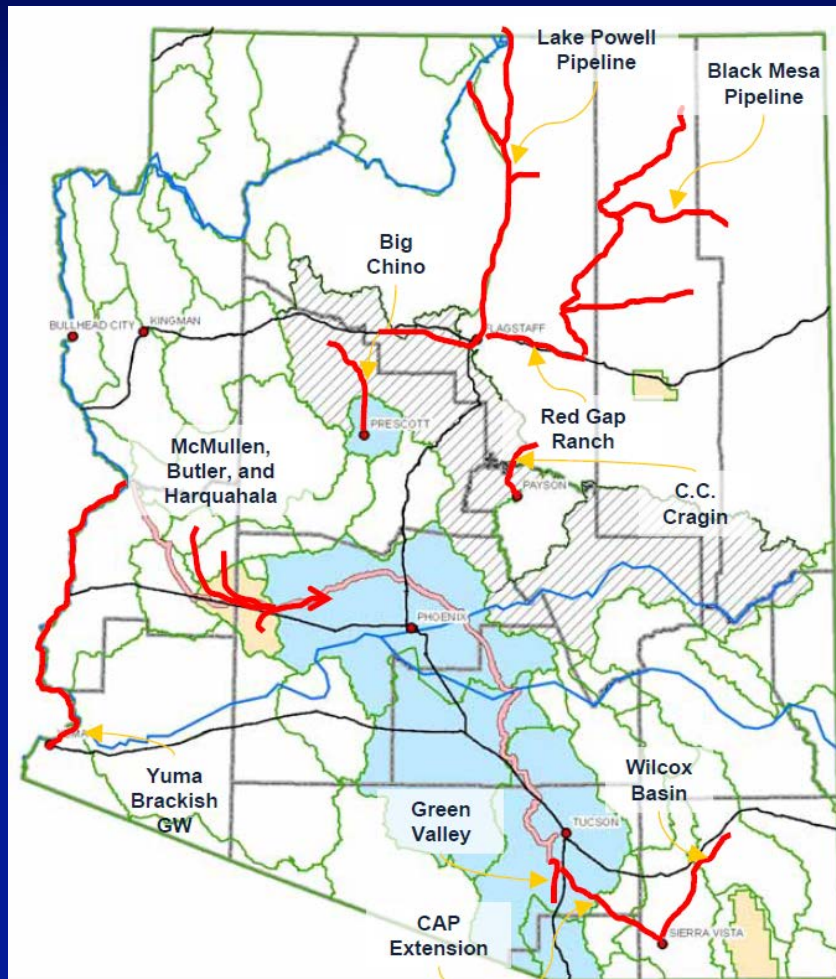 Lake Powell
Pipeline
Black Mesa
Pipeline
Big
Chino
BULLHEAD CITY
KINGMAN
FLAGSTAFF
PRESCOTT
Red Gap
Ranch
McMullen,
Butler, and
Harquahala
PAYSON
C.C.
Cragin
PHOENIX
Yuma
Brackish
GW
Wilcox
Basin
Green
Valley
TUCSON
CAP
Extension
SIERRA VISTA